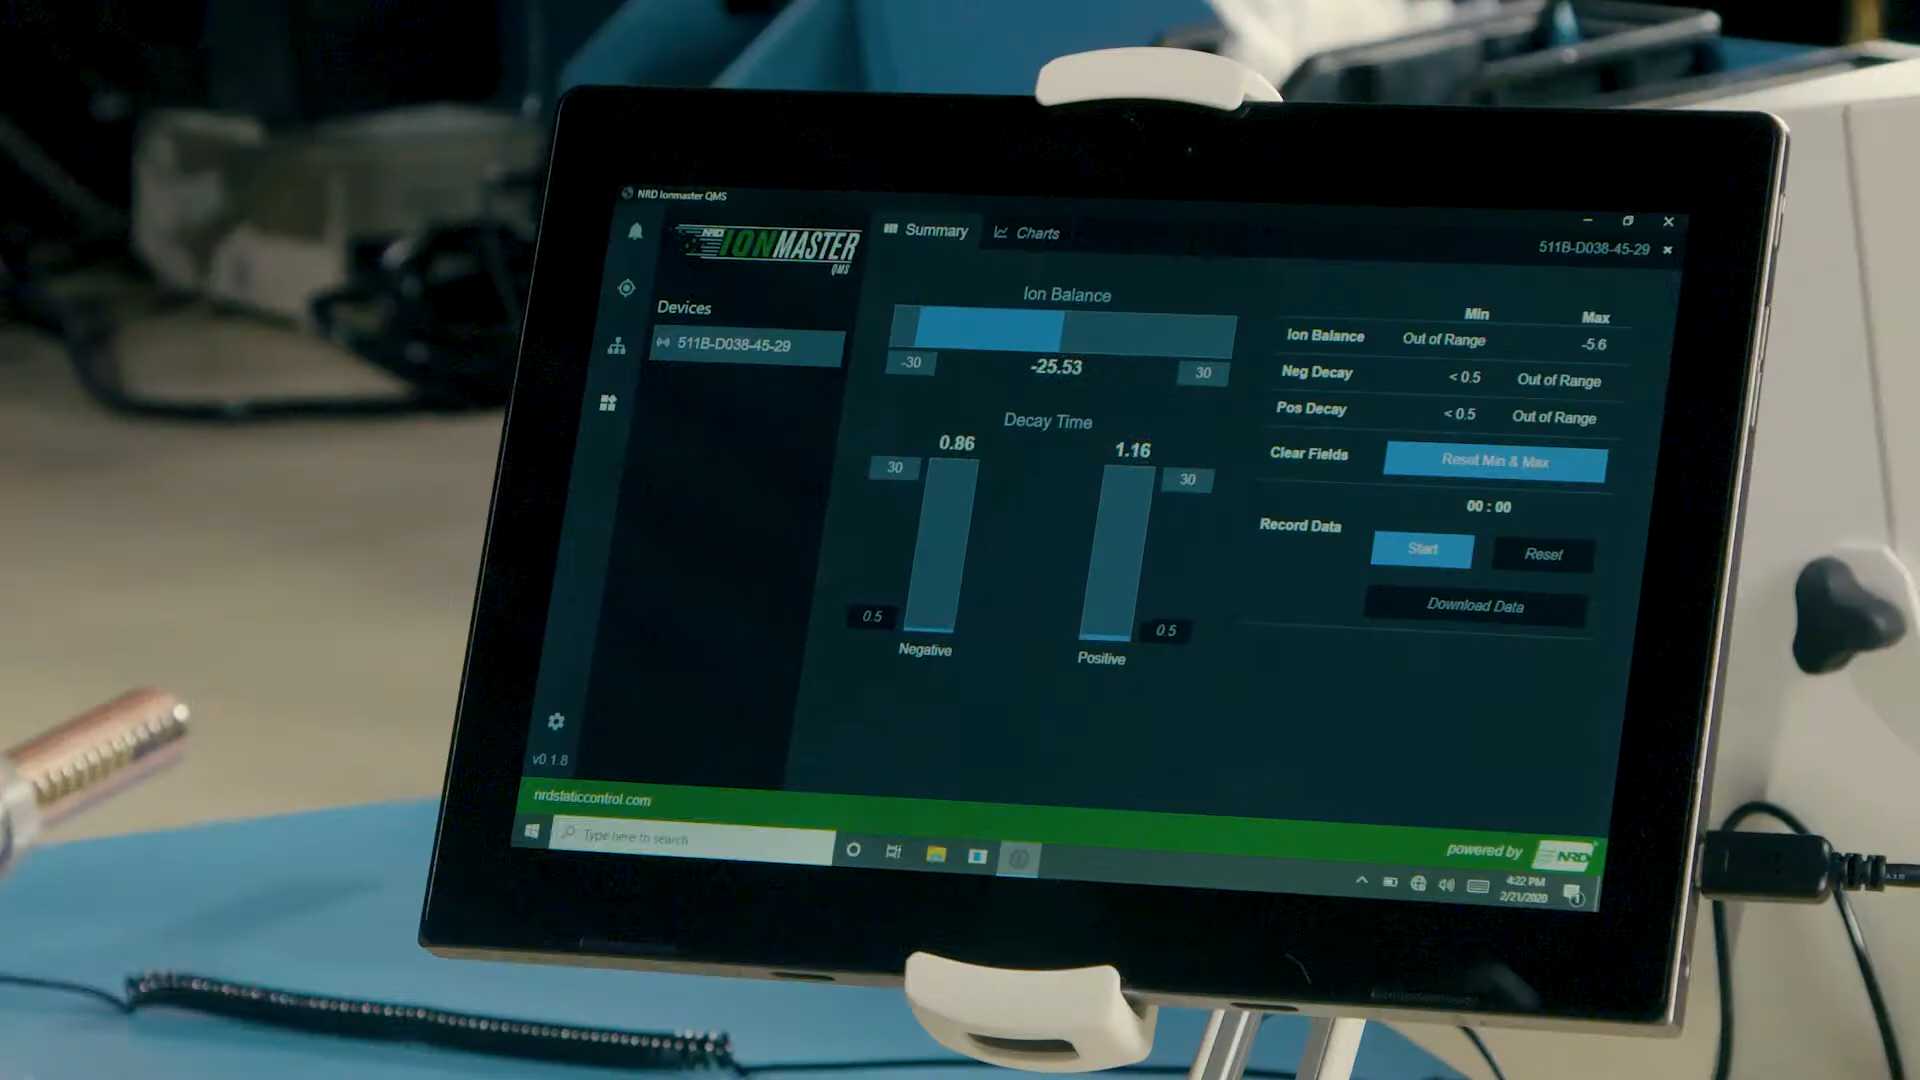 NRD Ionmaster QMS
NRD
IONMASTER
QMS
Summary
Charts
511B-D038-45-29
Devices
511B-D038-45-29
Ion Balance
-30
-25.53
30
Decay Time
0.86
1.16
30
30
0.5
0.5
Negative
Positive
Min
Max
Ion Balance
Out of Range
-5.6
Neg Decay
< 0.5
Out of Range
Pos Decay
< 0.5
Out of Range
Clear Fields
Reset Min & Max
00 : 00
Record Data
Start
Reset
Download Data
v0.1.8
nrdstaticcontrol.com
powered by
NRD
Type here to search
4:22 PM
2/21/2020
1